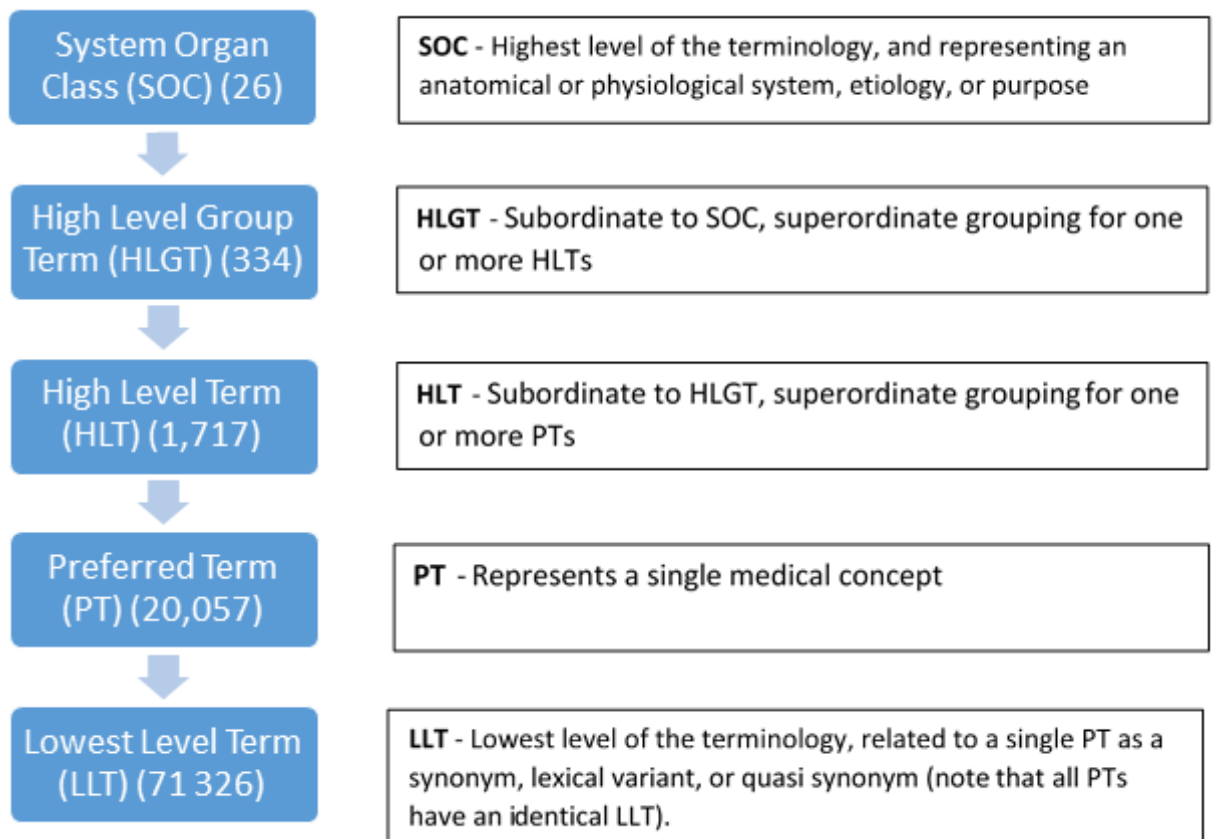 System Organ
Class (SOC) (26)
SOC - Highest level of the terminology, and representing an
anatomical or physiological system, etiology, or purpose
High Level Group
Term (HLGT) (334)
HLGT - Subordinate to SOC, superordinate grouping for one
or more HLTs
High Level Term
(HLT) (1,717)
HLT - Subordinate to HLGT, superordinate grouping for one
or more PTs
Preferred Term
(PT) (20,057)
PT - Represents a single medical concept
Lowest Level Term
(LLT) (71 326)
LLT - Lowest level of the terminology, related to a single PT as a
synonym, lexical variant, or quasi synonym (note that all PTs
have an identical LLT).